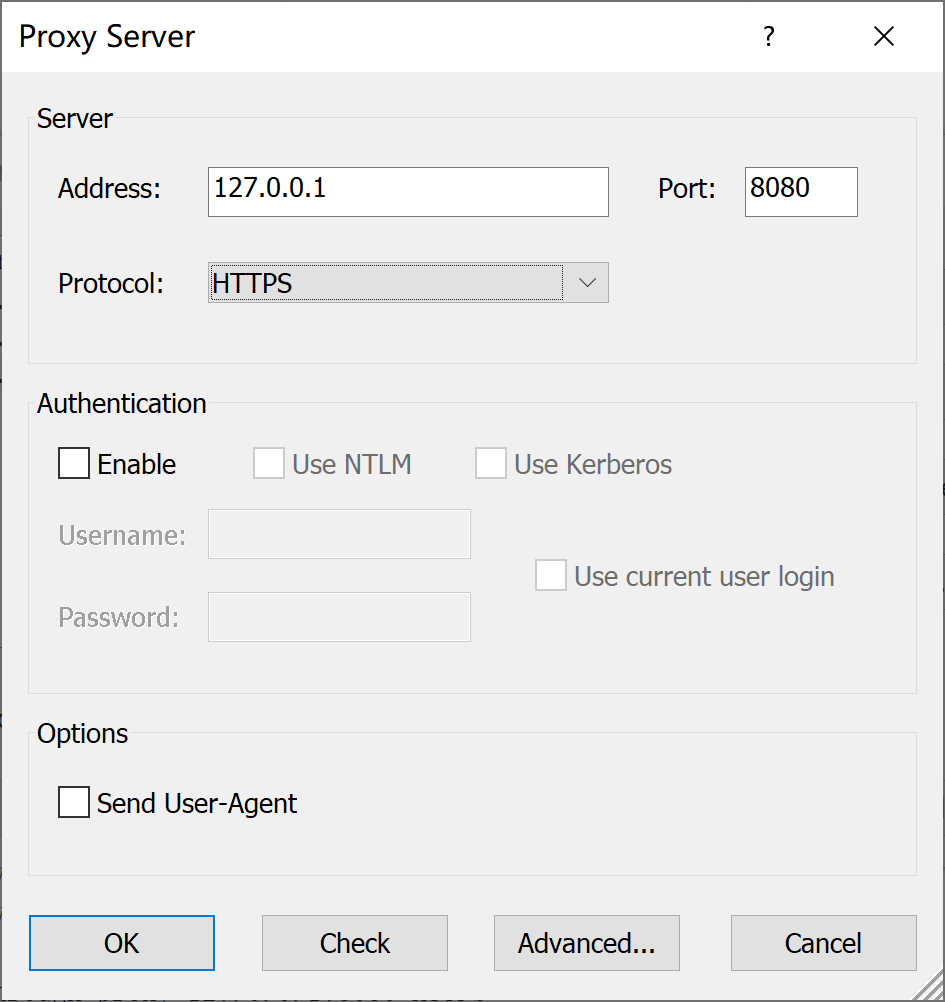 Proxy Server ?
Server
Address: 127.0.0.1 Port: 8080
Protocol: HTTPS
Authentication
Enable Use NTLM Use Kerberos
Username:
Use current user login
Password:
Options
Send User-Agent
OK Check Advanced... Cancel